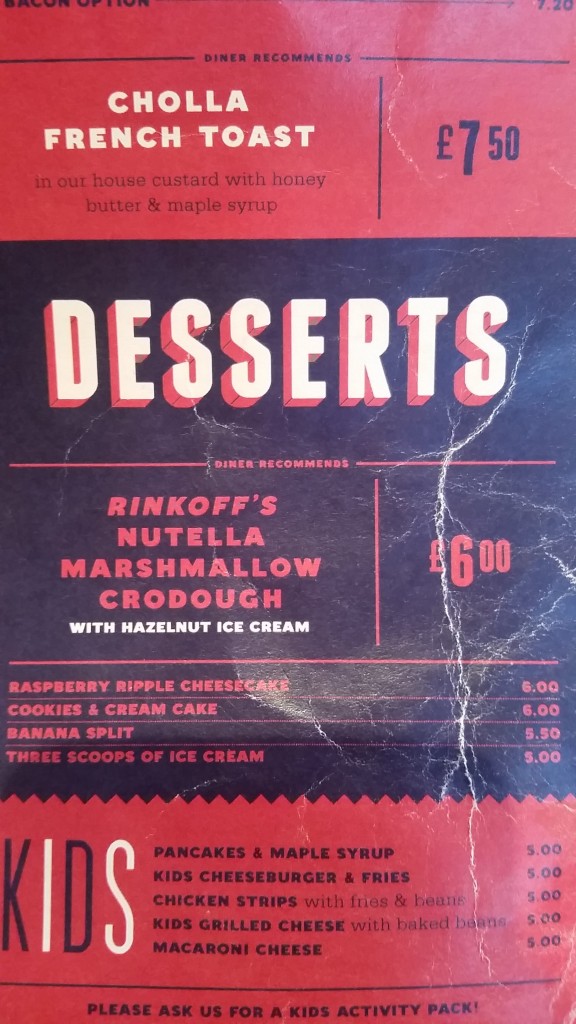 BACON OPTION 7.20
DINER RECOMMENDS
CHOLLA
FRENCH TOAST
£7 50
in our house custard with honey
butter & maple syrup
DESSERTS
DINER RECOMMENDS
RINKOFF'S
NUTELLA
MARSHMALLOW
CRODOUGH
WITH HAZELNUT ICE CREAM
£6 00
RASPBERRY RIPPLE CHEESECAKE 6.00
COOKIES & CREAM CAKE 6.00
BANANA SPLIT 5.50
THREE SCOOPS OF ICE CREAM 5.00
KIDS
PANCAKES & MAPLE SYRUP 5.00
KIDS CHEESEBURGER & FRIES 5.00
CHICKEN STRIPS with fries & beans 5.00
KIDS GRILLED CHEESE with baked beans 5.00
MACARONI CHEESE 5.00
PLEASE ASK US FOR A KIDS ACTIVITY PACK!